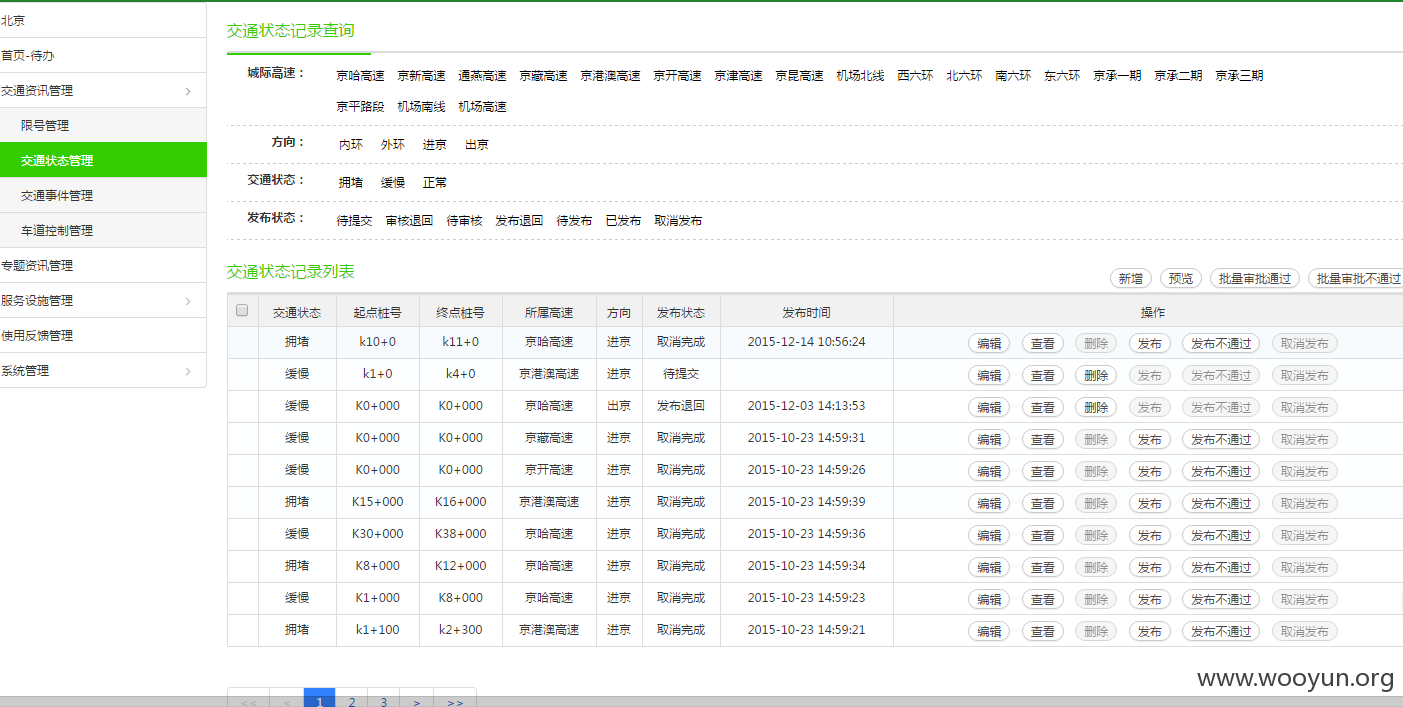 北京
首页-待办
交通资讯管理
限号管理
交通状态管理
交通事件管理
车道控制管理
专题资讯管理
服务设施管理
使用反馈管理
系统管理
交通状态记录查询
城际高速： 京哈高速 京新高速 通燕高速 京藏高速 京港澳高速 京开高速 京津高速 京昆高速 机场北线 西六环 北六环 南六环 东六环 京承一期 京承二期 京承三期
京平路段 机场南线 机场高速
方向： 内环 外环 进京 出京
交通状态： 拥堵 缓慢 正常
发布状态： 待提交 审核退回 待审核 发布退回 待发布 已发布 取消发布
交通状态记录列表
新增 预览 批量审批通过 批量审批不通过
交通状态 起点桩号 终点桩号 所属高速 方向 发布状态 发布时间 操作
拥堵 k10+0 k11+0 京哈高速 进京 取消完成 2015-12-14 10:56:24 编辑 查看 删除 发布 发布不通过 取消发布
缓慢 k1+0 k4+0 京港澳高速 进京 待提交 编辑 查看 删除 发布 发布不通过 取消发布
缓慢 K0+000 K0+000 京哈高速 出京 发布退回 2015-12-03 14:13:53 编辑 查看 删除 发布 发布不通过 取消发布
缓慢 K0+000 K0+000 京藏高速 进京 取消完成 2015-10-23 14:59:31 编辑 查看 删除 发布 发布不通过 取消发布
缓慢 K0+000 K0+000 京开高速 进京 取消完成 2015-10-23 14:59:26 编辑 查看 删除 发布 发布不通过 取消发布
拥堵 K15+000 K16+000 京港澳高速 进京 取消完成 2015-10-23 14:59:39 编辑 查看 删除 发布 发布不通过 取消发布
缓慢 K30+000 K38+000 京哈高速 进京 取消完成 2015-10-23 14:59:36 编辑 查看 删除 发布 发布不通过 取消发布
拥堵 K8+000 K12+000 京哈高速 进京 取消完成 2015-10-23 14:59:34 编辑 查看 删除 发布 发布不通过 取消发布
缓慢 K1+000 K8+000 京哈高速 进京 取消完成 2015-10-23 14:59:23 编辑 查看 删除 发布 发布不通过 取消发布
拥堵 k1+100 k2+300 京港澳高速 进京 取消完成 2015-10-23 14:59:21 编辑 查看 删除 发布 发布不通过 取消发布
<< < 1 2 3 > >>
www.wooyun.org